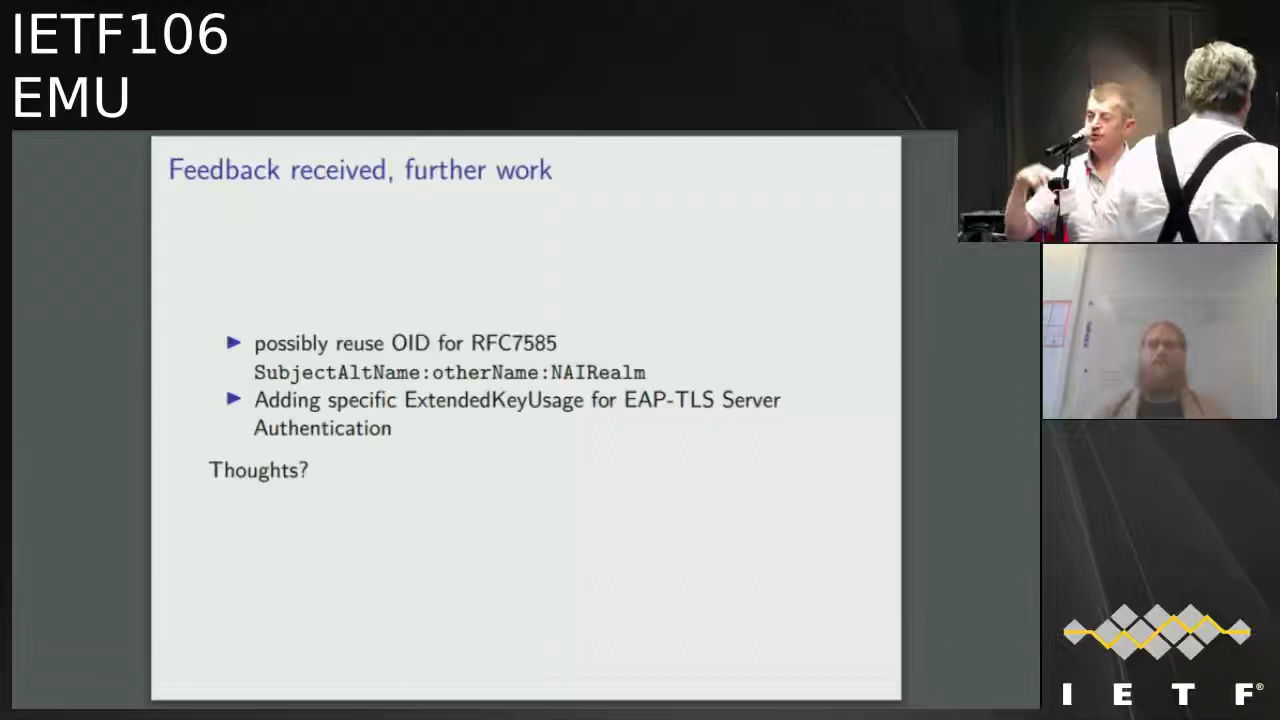 IETF106
EMU
Feedback received, further work
possibly reuse OID for RFC7585
SubjectAltName:otherName:NAIRealm
Adding specific ExtendedKeyUsage for EAP-TLS Server
Authentication
Thoughts?
I E T F®